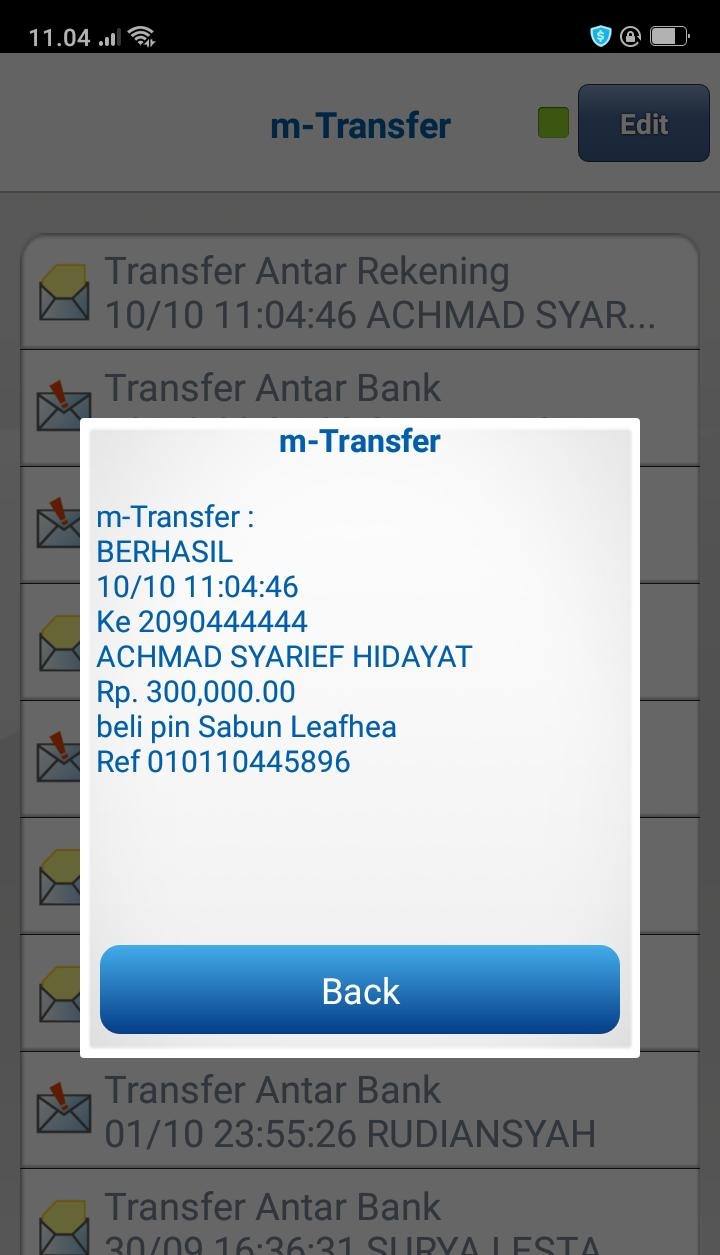 11.04
m-Transfer
Edit
Transfer Antar Rekening
10/10 11:04:46 ACHMAD SYAR...
Transfer Antar Bank
m-Transfer
m-Transfer :
BERHASIL
10/10 11:04:46
Ke 2090444444
ACHMAD SYARIEF HIDAYAT
Rp. 300,000.00
beli pin Sabun Leafhea
Ref 010110445896
Back
Transfer Antar Bank
01/10 23:55:26 RUDIANSYAH
Transfer Antar Bank
30/09 16:36:31 SURYA LESTA